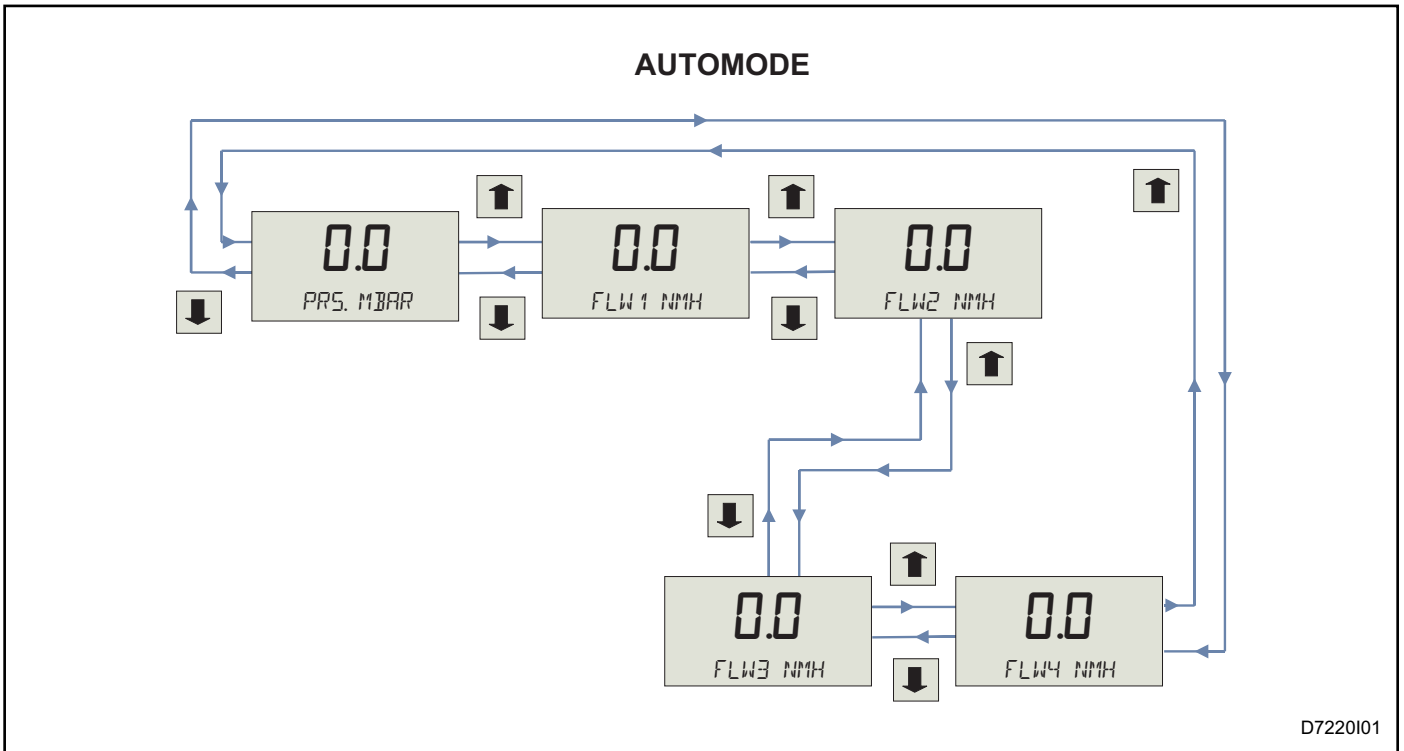 AUTOMODE
0.0
PRS. MBAR
0.0
FLW1 NMH
0.0
FLW2 NMH
0.0
FLW3 NMH
0.0
FLW4 NMH
D7220I01